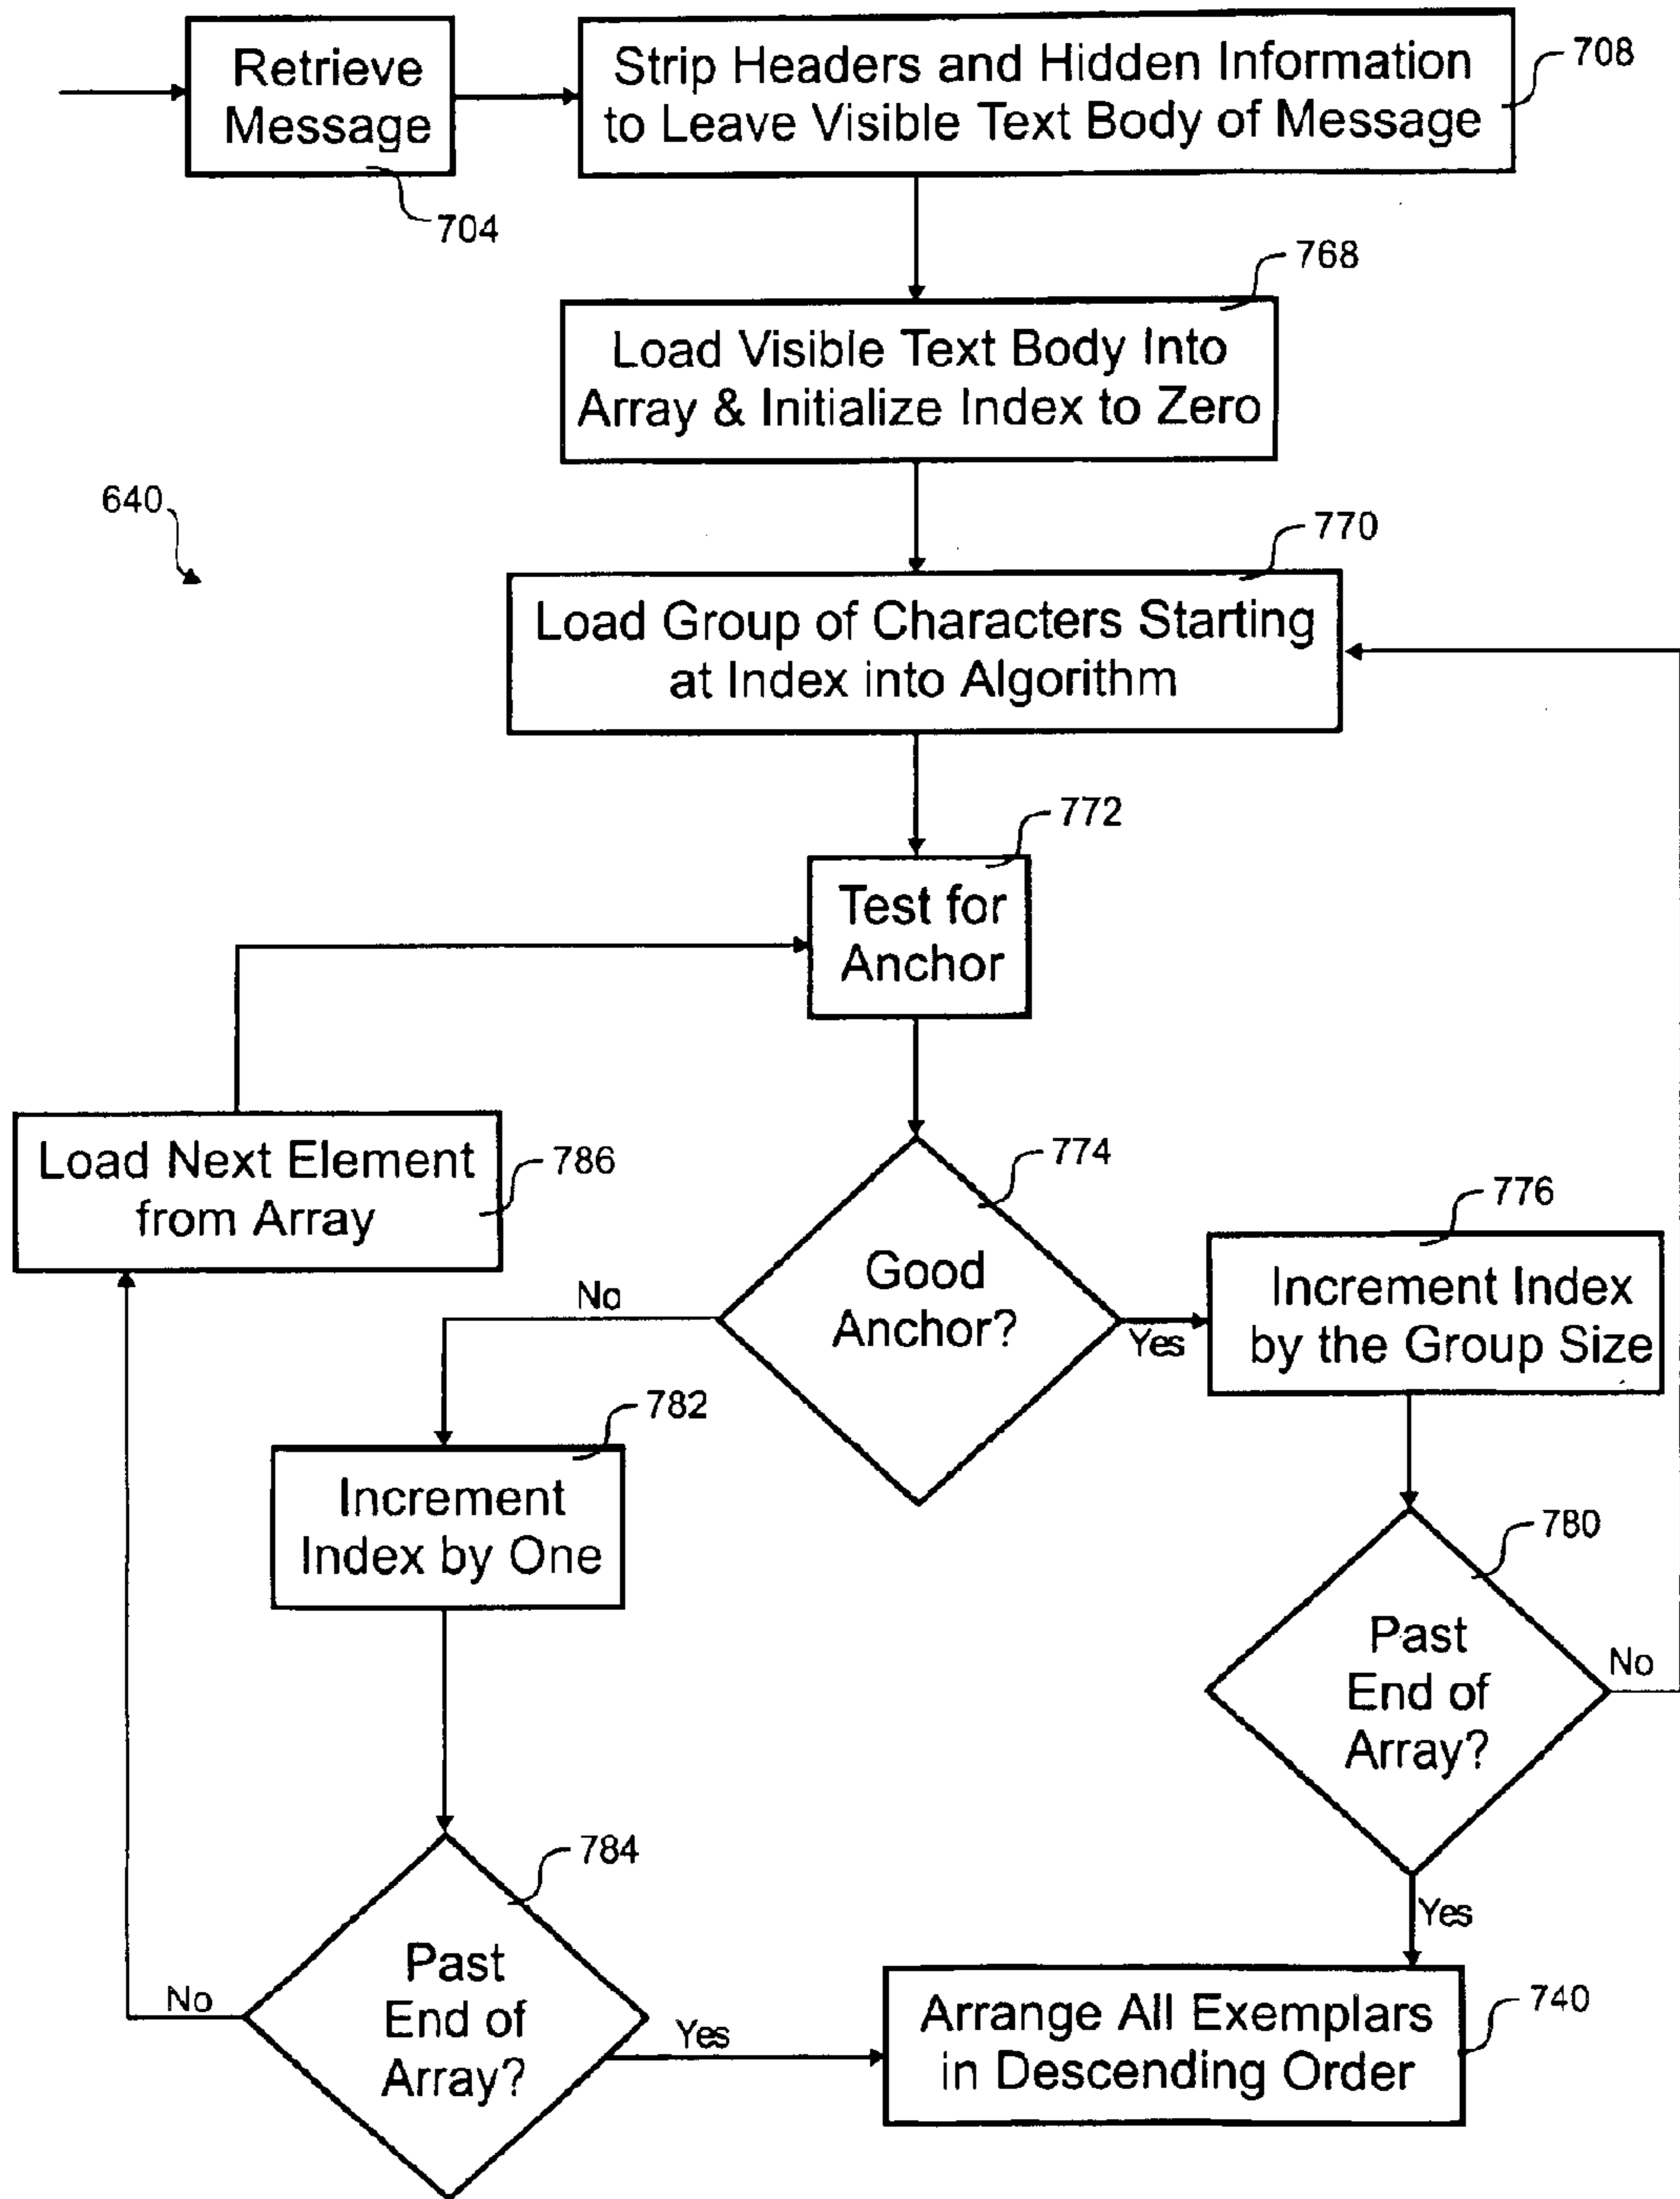 Retrieve
Message
704
Strip Headers and Hidden Information
to Leave Visible Text Body of Message
708
768
Load Visible Text Body Into
Array & Initialize Index to Zero
640
770
Load Group of Characters Starting
at Index into Algorithm
772
Test for
Anchor
Load Next Element
from Array
786
774
Good
Anchor?
No
Yes
776
Increment Index
by the Group Size
782
Increment
Index by One
780
Past
End of
Array?
No
Yes
784
Past
End of
Array?
No
Yes
Arrange All Exemplars
in Descending Order
740